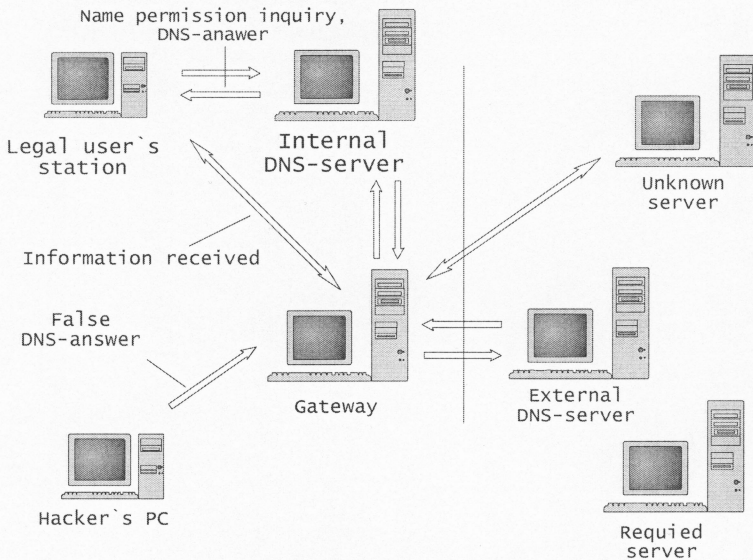 Name permission inquiry,
DNS-anawer
Legal user`s
station
Internal
DNS-server
Unknown
server
Information received
False
DNS-answer
Gateway
External
DNS-server
Hacker`s PC
Requied
server